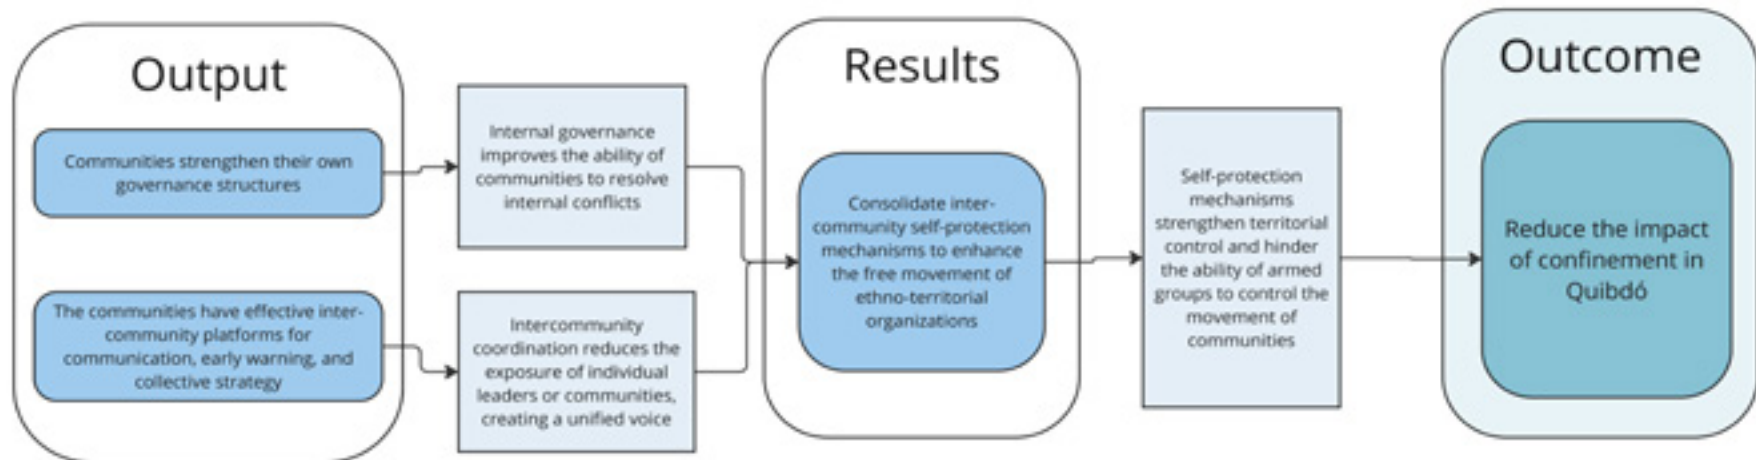 Output
Communities strengthen their own
governance structures
The communities have effective inter-
community platforms for
communication, early warning, and
collective strategy
Internal governance
improves the ability of
communities to resolve
internal conflicts
Intercommunity
coordination reduces the
exposure of individual
leaders or communities,
creating a unified voice
Results
Consolidate inter-
community self-protection
mechanisms to enhance
the free movement of
ethno-territorial
organizations
Self-protection
mechanisms
strengthen territorial
control and hinder
the ability of armed
groups to control the
movement of
communities
Outcome
Reduce the impact
of confinement in
Quibdó